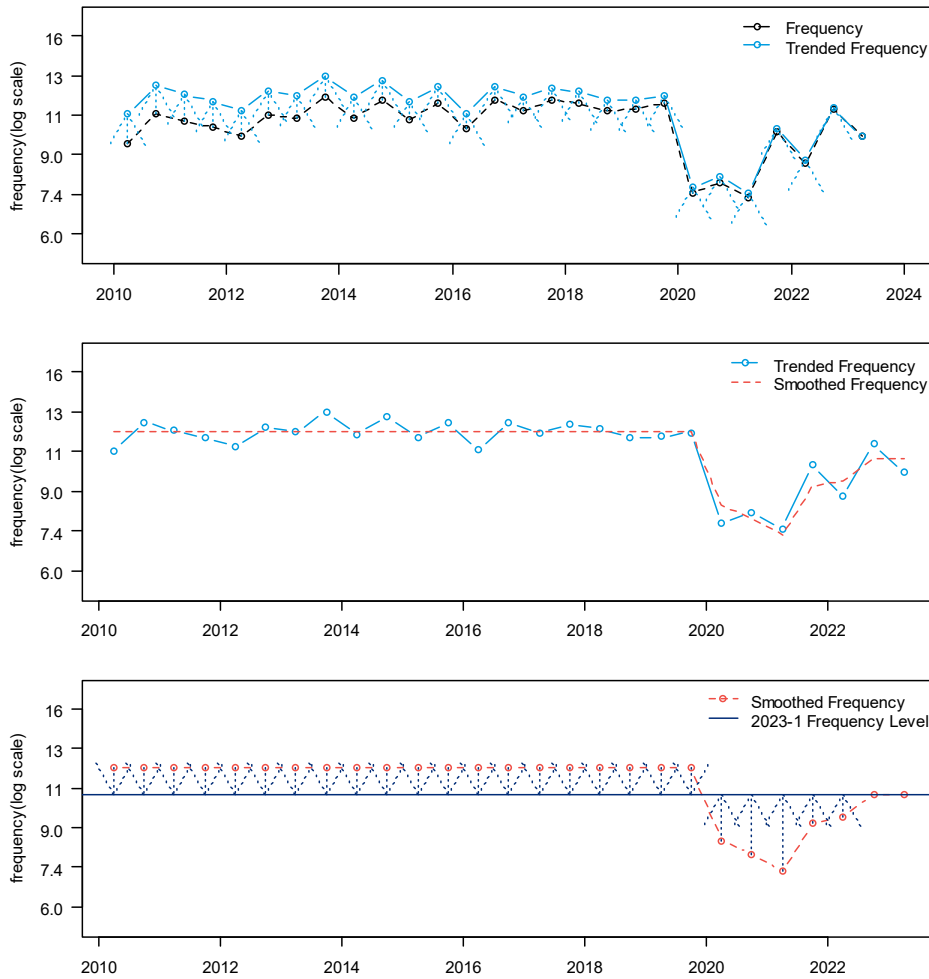 Frequency
Trended Frequency
frequency(log scale)
16
13
11
9.0
7.4
6.0
2010 2012 2014 2016 2018 2020 2022 2024
Trended Frequency
Smoothed Frequency
frequency(log scale)
16
13
11
9.0
7.4
6.0
2010 2012 2014 2016 2018 2020 2022
Smoothed Frequency
2023-1 Frequency Level
frequency(log scale)
16
13
11
9.0
7.4
6.0
2010 2012 2014 2016 2018 2020 2022